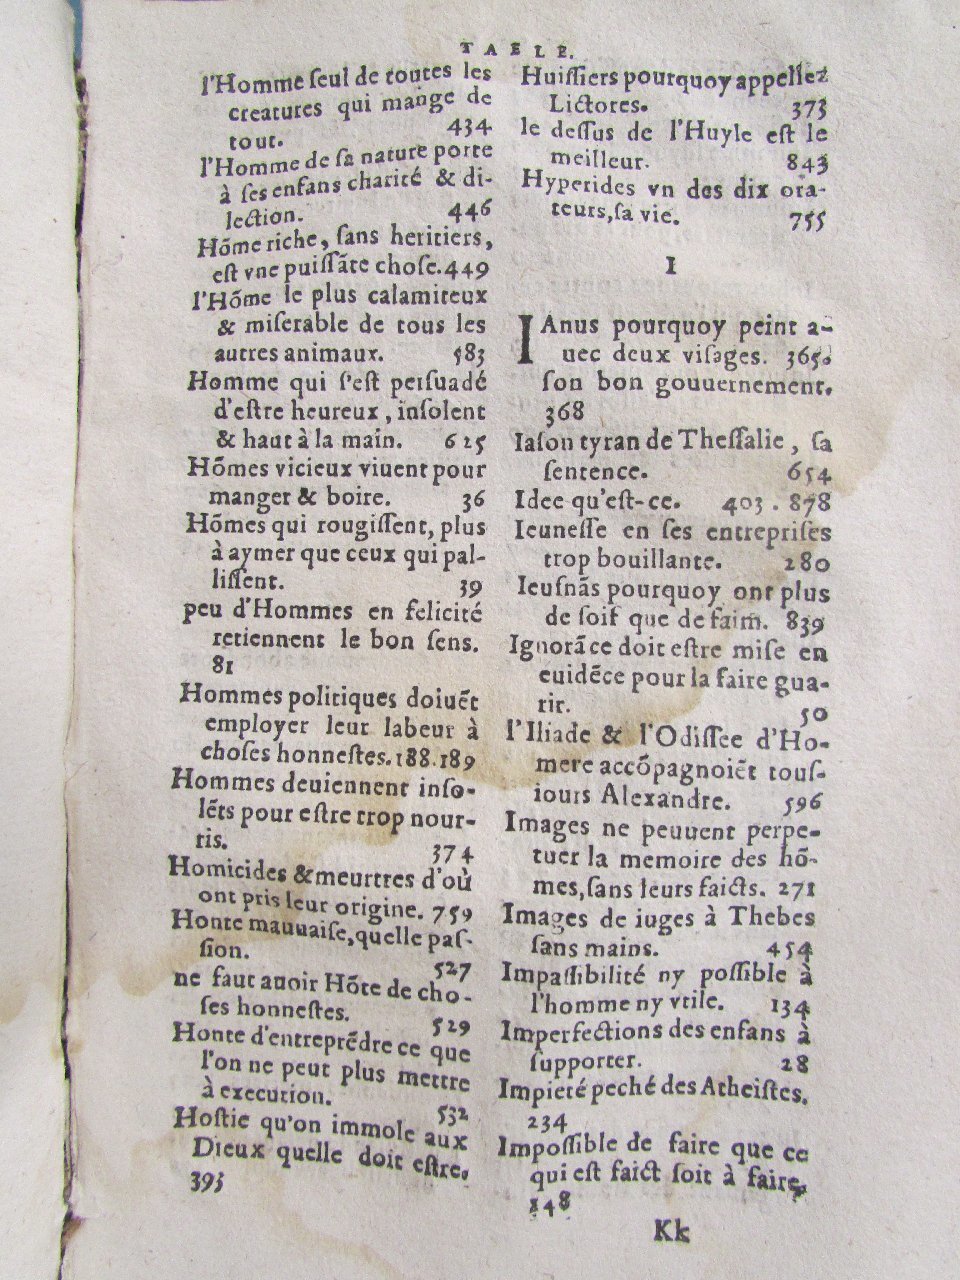 TABLE.
l'Homme ſeul de toutes les
creatures qui mange de
tout. 434
l'Homme de ſa nature porte
à ſes enfans charité & di-
lection. 446
Hõme riche, ſans heritiers,
eſt vne puiſſãte choſe. 449
l'Hõme le plus calamiteux
& miſerable de tous les
autres animaux. 583
Homme qui s'eſt perſuadé
d'eſtre heureux, inſolent
& haut à la main. 625
Hõmes vicieux viuent pour
manger & boire. 36
Hõmes qui rougiſſent, plus
à aymer que ceux qui pal-
liſſent. 39
peu d'Hommes en felicité
retiennent le bon ſens.
81
Hommes politiques doiuẽt
employer leur labeur à
choſes honneſtes. 188.189
Hommes deuiennent inſo-
lẽts pour eſtre trop nour-
ris. 374
Homicides & meurtres d'où
ont pris leur origine. 759
Honte mauuaiſe, quelle paſ-
ſion. 527
ne faut auoir Hõte de cho-
ſes honneſtes. 529
Honte d'entreprẽdre ce que
l'on ne peut plus mettre
à execution. 532
Hoſtie qu'on immole aux
Dieux quelle doit eſtre.
393
Huiſſiers pourquoy appellez
Lictores. 373
le deſſus de l'Huyle eſt le
meilleur. 843
Hyperides vn des dix ora-
teurs, ſa vie. 755
I
IAnus pourquoy peint a-
uec deux viſages. 365.
ſon bon gouuernement.
368
Iaſon tyran de Theſſalie, ſa
ſentence. 654
Idee qu'eſt-ce. 403.878
Ieuneſſe en ſes entrepriſes
trop bouillante. 280
Ieuſnãs pourquoy ont plus
de ſoif que de faim. 839
Ignorãce doit eſtre miſe en
euidẽce pour la faire gua-
rir. 50
l'Iliade & l'Odiſſee d'Ho-
mere accõpagnoiẽt touſ-
iours Alexandre. 596
Images ne peuuent perpe-
tuer la memoire des hõ-
mes, ſans leurs faicts. 271
Images de iuges à Thebes
ſans mains. 454
Impaſſibilité ny poſſible à
l'homme ny vtile. 134
Imperfections des enfans à
ſupporter. 28
Impieté peché des Atheiſtes.
234
Impoſſible de faire que ce
qui eſt faict ſoit à faire.
148
Kk